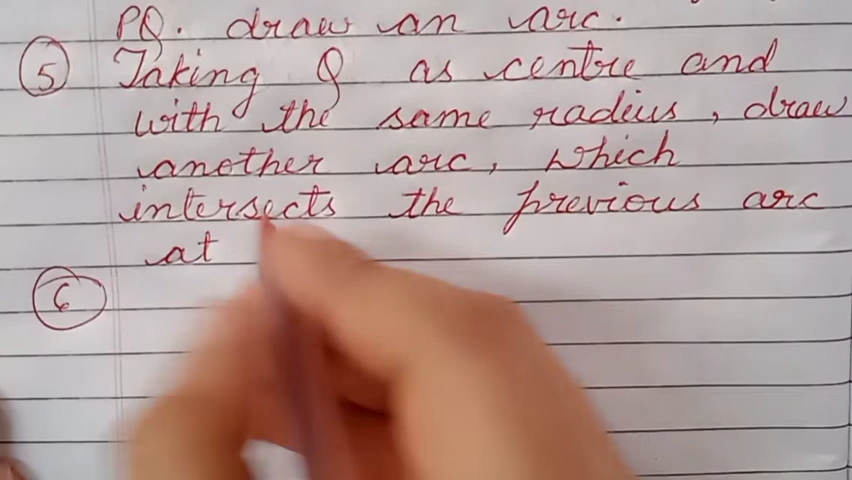 PQ. draw an arc.
5 Taking Q as centre and
with the same radius, draw
another arc, which
intersects the previous arc
at
6